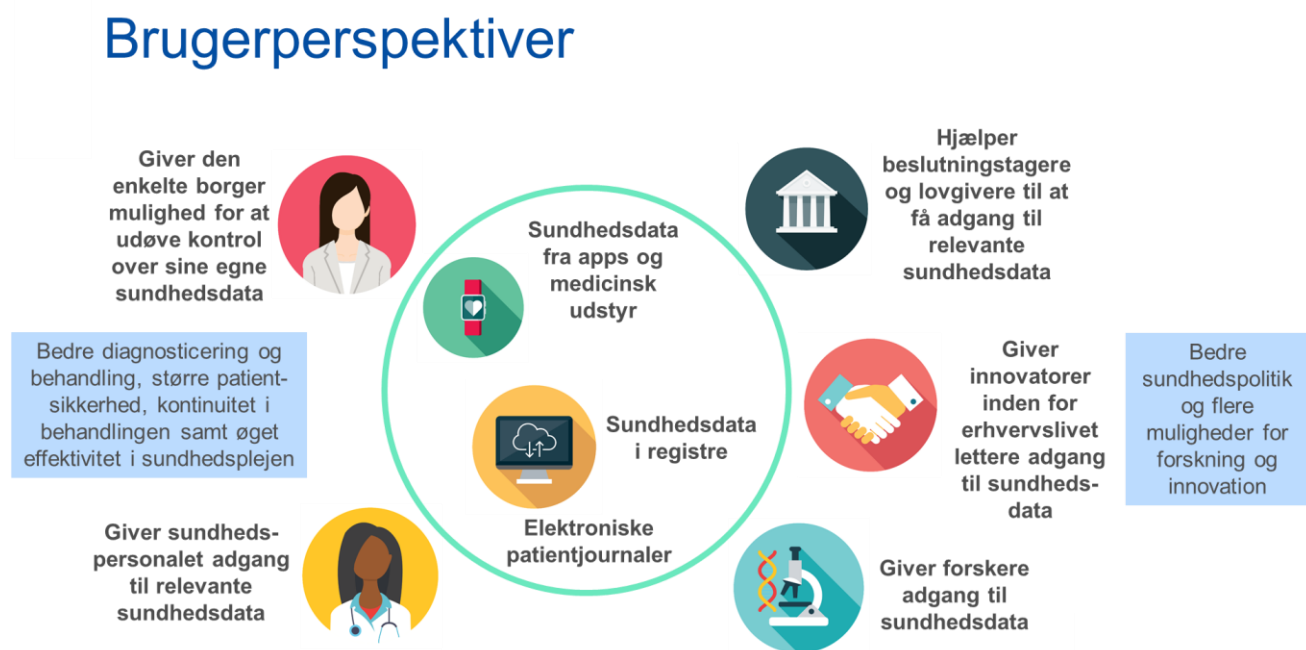 Brugerperspektiver
Giver den
enkelte borger
mulighed for at
udøve kontrol
over sine egne
sundhedsdata
Bedre diagnosticering og
behandling, større patient-
sikkerhed, kontinuitet i
behandlingen samt øget
effektivitet i sundhedsplejen
Giver sundheds-
personalet adgang
til relevante
sundhedsdata
Sundhedsdata
fra apps og
medicinsk
udstyr
Sundhedsdata
i registre
Elektroniske
patientjournaler
Hjælper
beslutningstagere
og lovgivere til at
få adgang til
relevante
sundhedsdata
Giver
innovatorer
inden for
erhvervslivet
lettere adgang
til sundheds-
data
Giver forskere
adgang til
sundhedsdata
Bedre
sundhedspolitik
og flere
muligheder for
forskning og
innovation